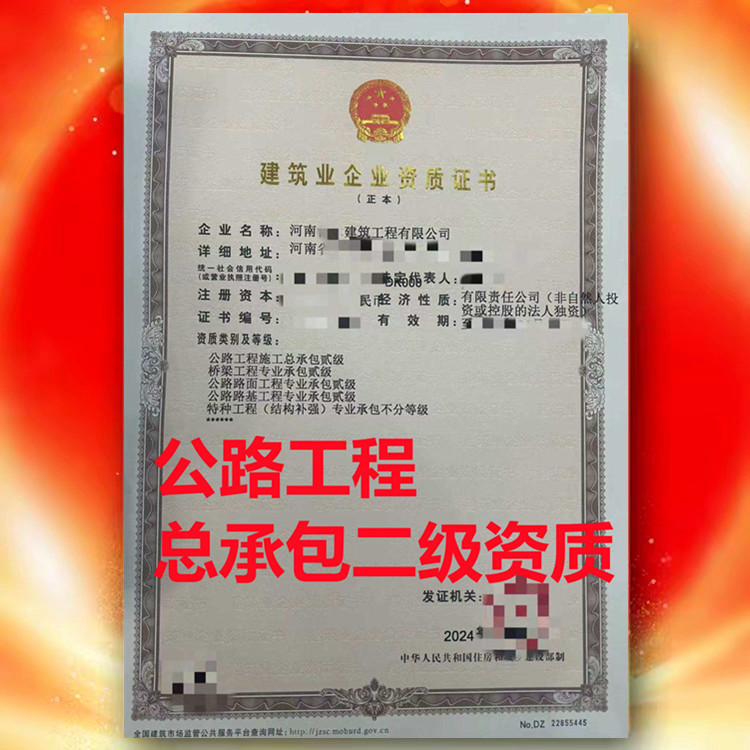 建筑业企业资质证书
（正本）
企业名称：河南 建筑工程有限公司
详细地址：河南省
统一社会信用代码
（或营业执照注册号）： 法定代表人：
注册资本： 民币 经济性质：有限责任公司（非自然人投
资或控股的法人独资）
证书编号： 有效期：至
资质类别及等级：
公路工程施工总承包贰级
桥梁工程专业承包贰级
公路路面工程专业承包贰级
公路路基工程专业承包贰级
特种工程（结构补强）专业承包不分等级
******
公路工程
总承包二级资质
发证机关：
2024年
中华人民共和国住房和 建设部制
全国建筑市场监管公共服务平台查询网址：http://jzsc.mohurd.gov.cn
No.DZ 22855445